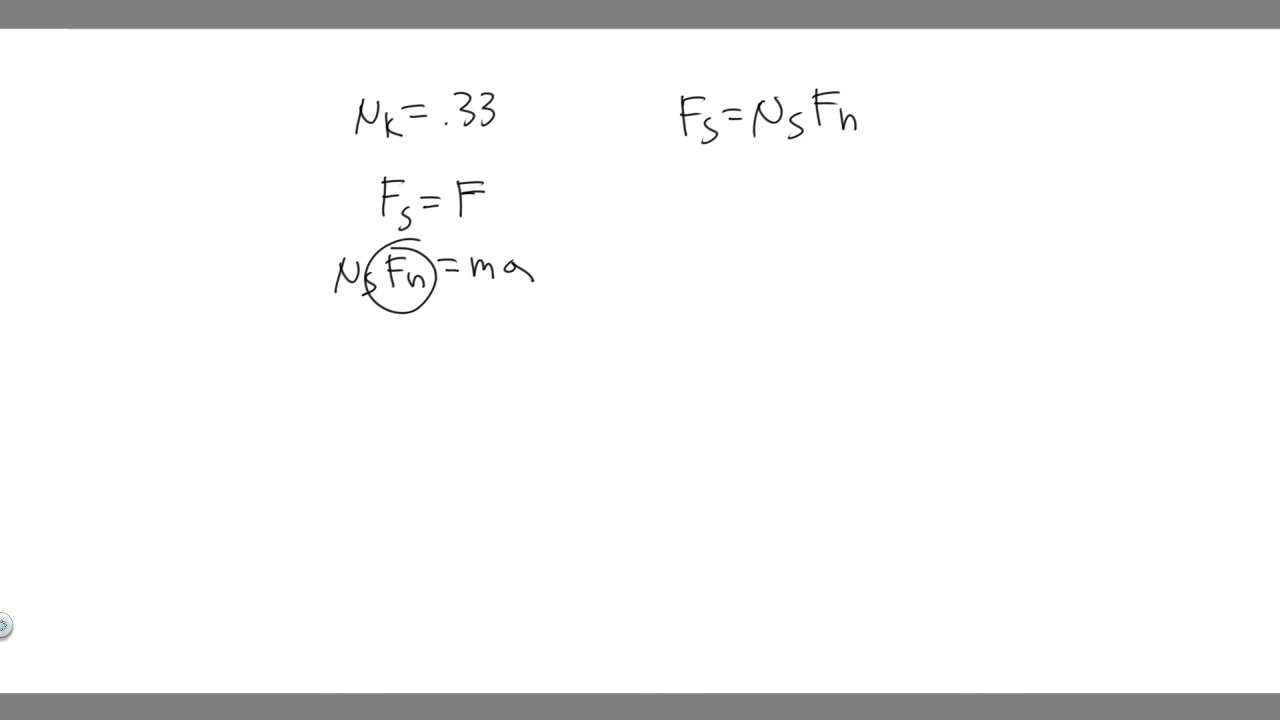 μk = .33
Fs = μs Fn
Fs = F
μs Fn = ma